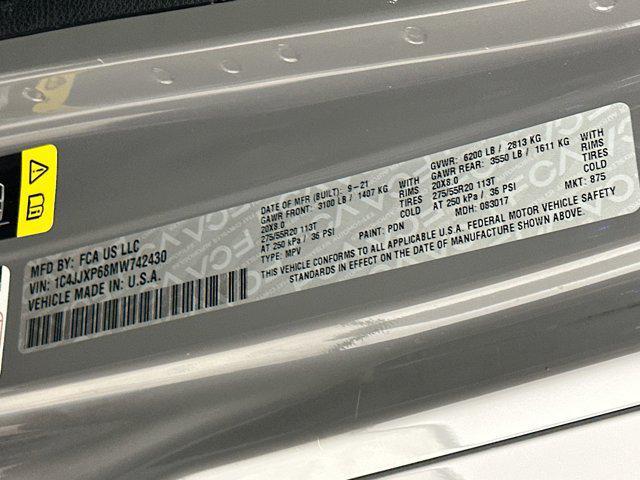 MFD BY: FCA US LLC
VIN: 1C4JJXP68MW742430
VEHICLE MADE IN: U.S.A.
DATE OF MFR (BUILT): 9-21
GAWR FRONT: 3100 LB / 1407 KG WITH
20X8.0 TIRES
275/55R20 113T COLD
AT 250 kPa / 36 PSI
TYPE: MPV PAINT: PDN
GVWR: 6200 LB / 2813 KG
GAWR REAR: 3550 LB / 1611 KG WITH
20X8.0 TIRES
275/55R20 113T COLD
AT 250 kPa / 36 PSI
MDH: 083017 MKT: 875
THIS VEHICLE CONFORMS TO ALL APPLICABLE U.S.A. FEDERAL MOTOR VEHICLE SAFETY
STANDARDS IN EFFECT ON THE DATE OF MANUFACTURE SHOWN ABOVE.